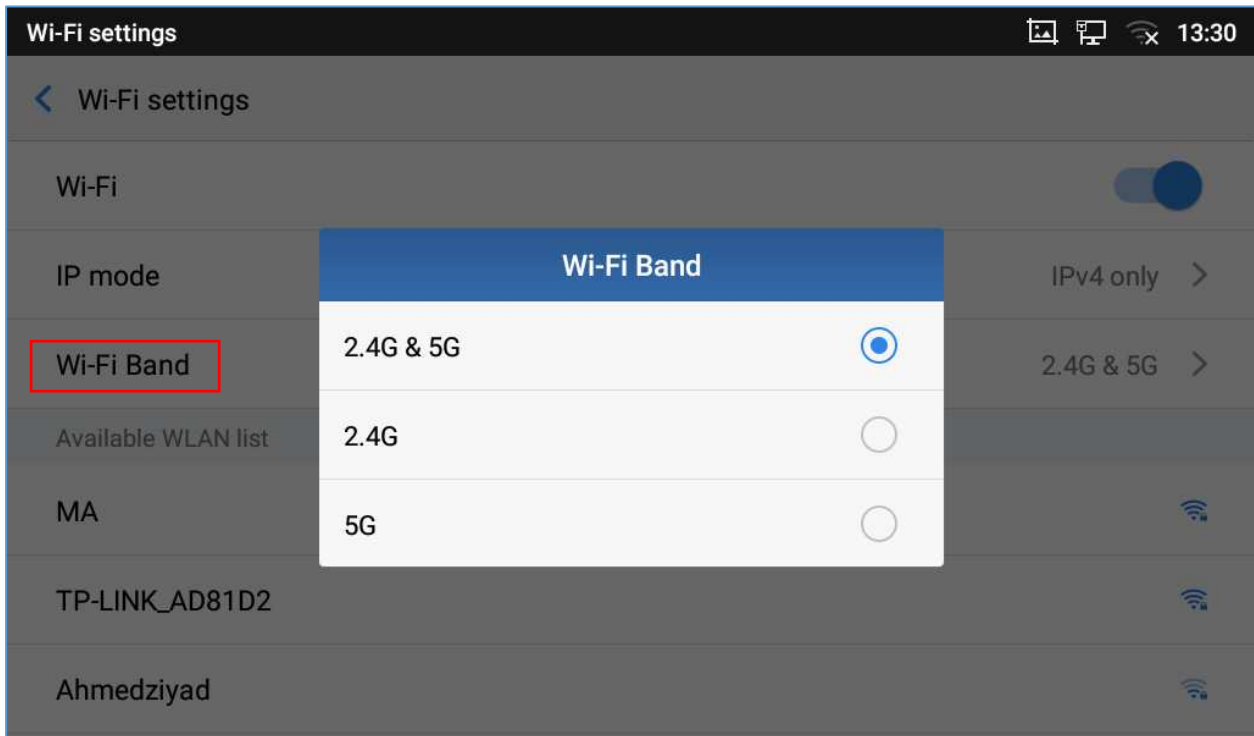 Wi-Fi settings 13:30
Wi-Fi settings
Wi-Fi
IP mode IPv4 only
Wi-Fi Band 2.4G & 5G
Available WLAN list
MA
TP-LINK_AD81D2
Ahmedziyad
Wi-Fi Band
2.4G & 5G
2.4G
5G